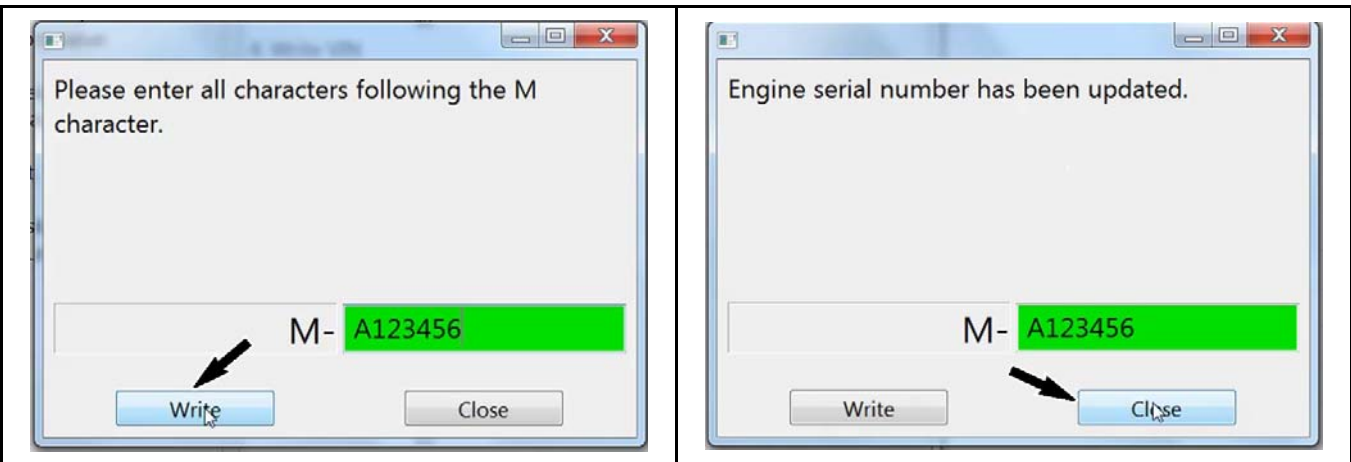 Please enter all characters following the M
character.
M- A123456
Write
Close
Engine serial number has been updated.
M- A123456
Write
Close